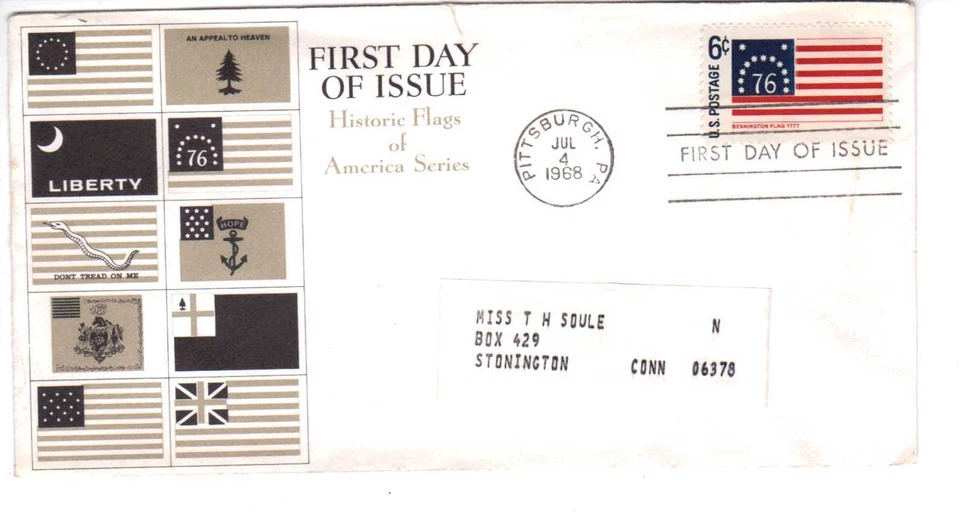 AN APPEAL TO HEAVEN
LIBERTY
76
DONT TREAD ON ME
HOPE
FIRST DAY
OF ISSUE
Historic Flags
of
America Series
PITTSBURGH, PA
JUL
4
1968
6¢
U.S. POSTAGE
76
BENNINGTON FLAG 1777
FIRST DAY OF ISSUE
MISS T H SOULE N
BOX 429
STONINGTON CONN 06378